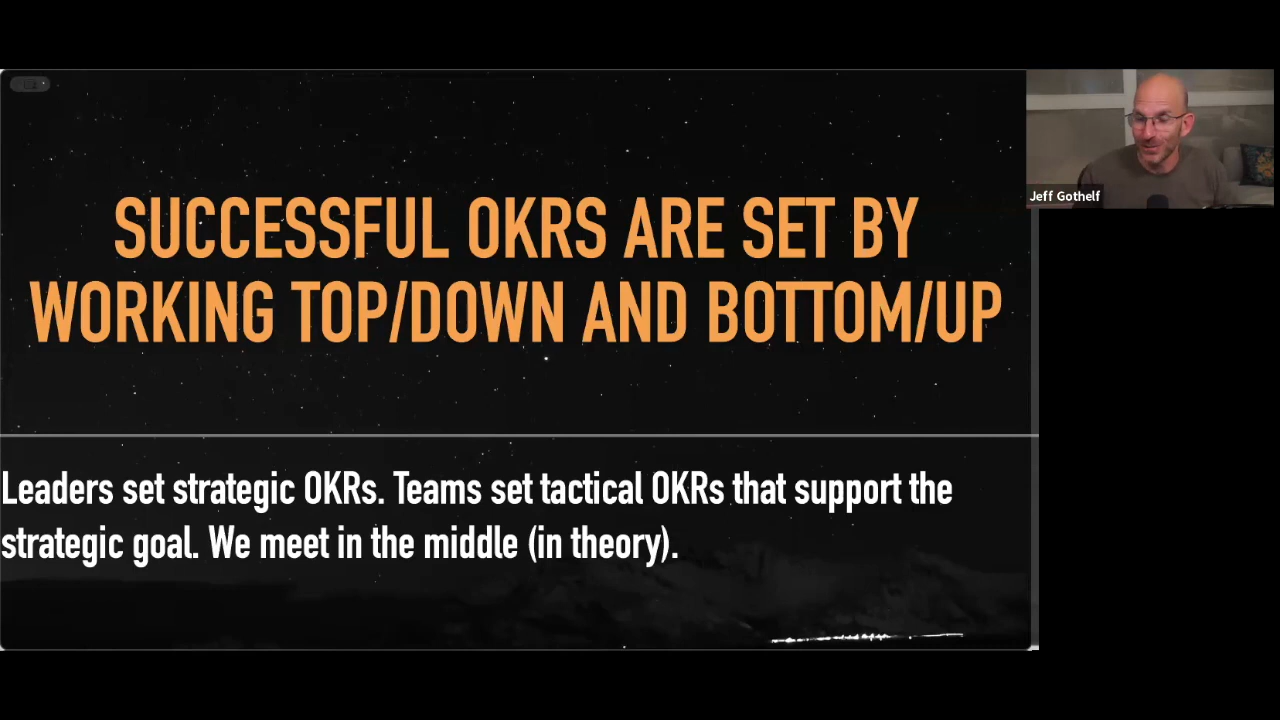 SUCCESSFUL OKRS ARE SET BY
WORKING TOP/DOWN AND BOTTOM/UP
Leaders set strategic OKRs. Teams set tactical OKRs that support the
strategic goal. We meet in the middle (in theory).
Jeff Gothelf